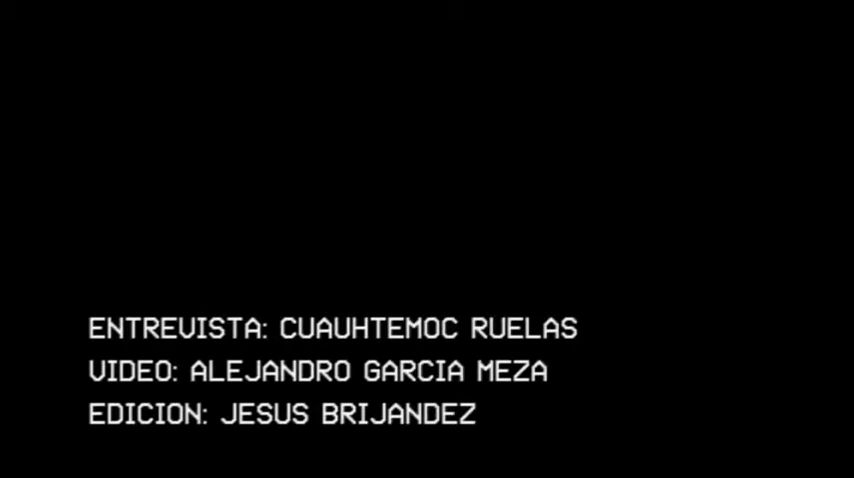 ENTREVISTA: CUAUHTEMOC RUELAS
VIDEO: ALEJANDRO GARCIA MEZA
EDICION: JESUS BRIJANDEZ